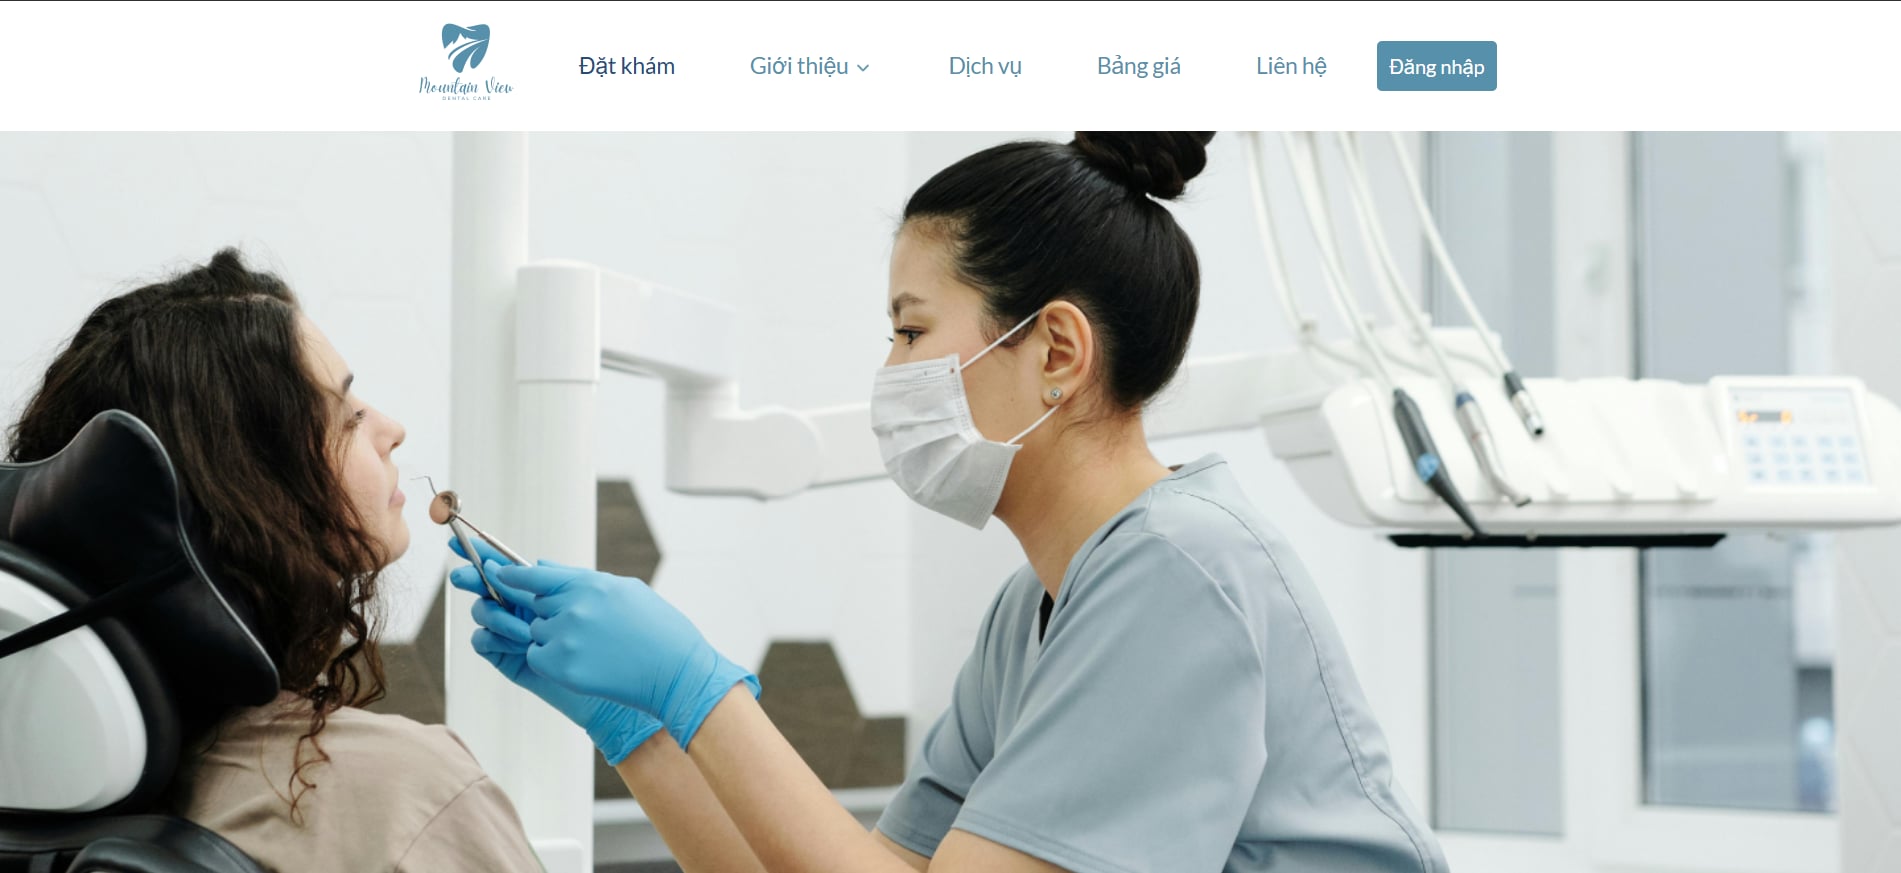 Mountain View
DENTAL CARE
Đặt khám
Giới thiệu
Dịch vụ
Bảng giá
Liên hệ
Đăng nhập